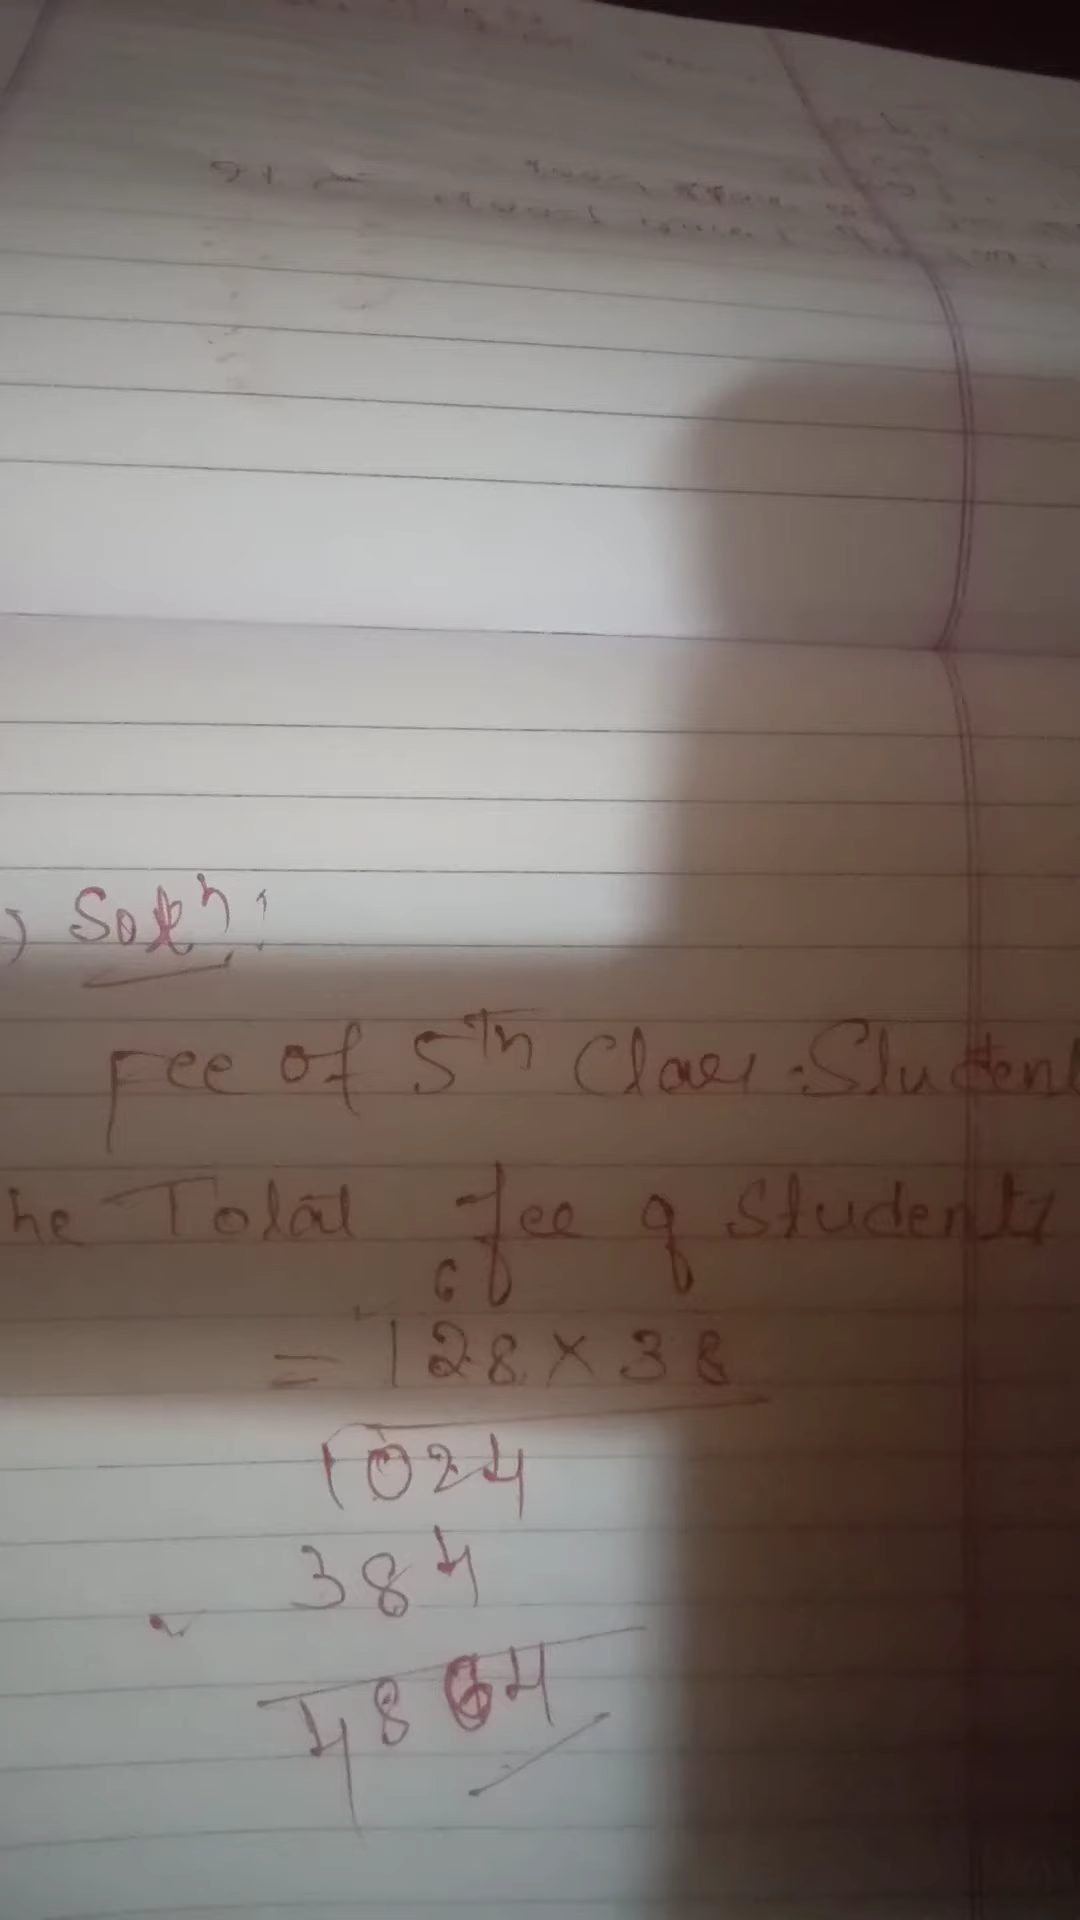 ) Soln:
Fee of 5Th Class Student
he Total fee of Students
6
= 128 × 38
1024
384
4864